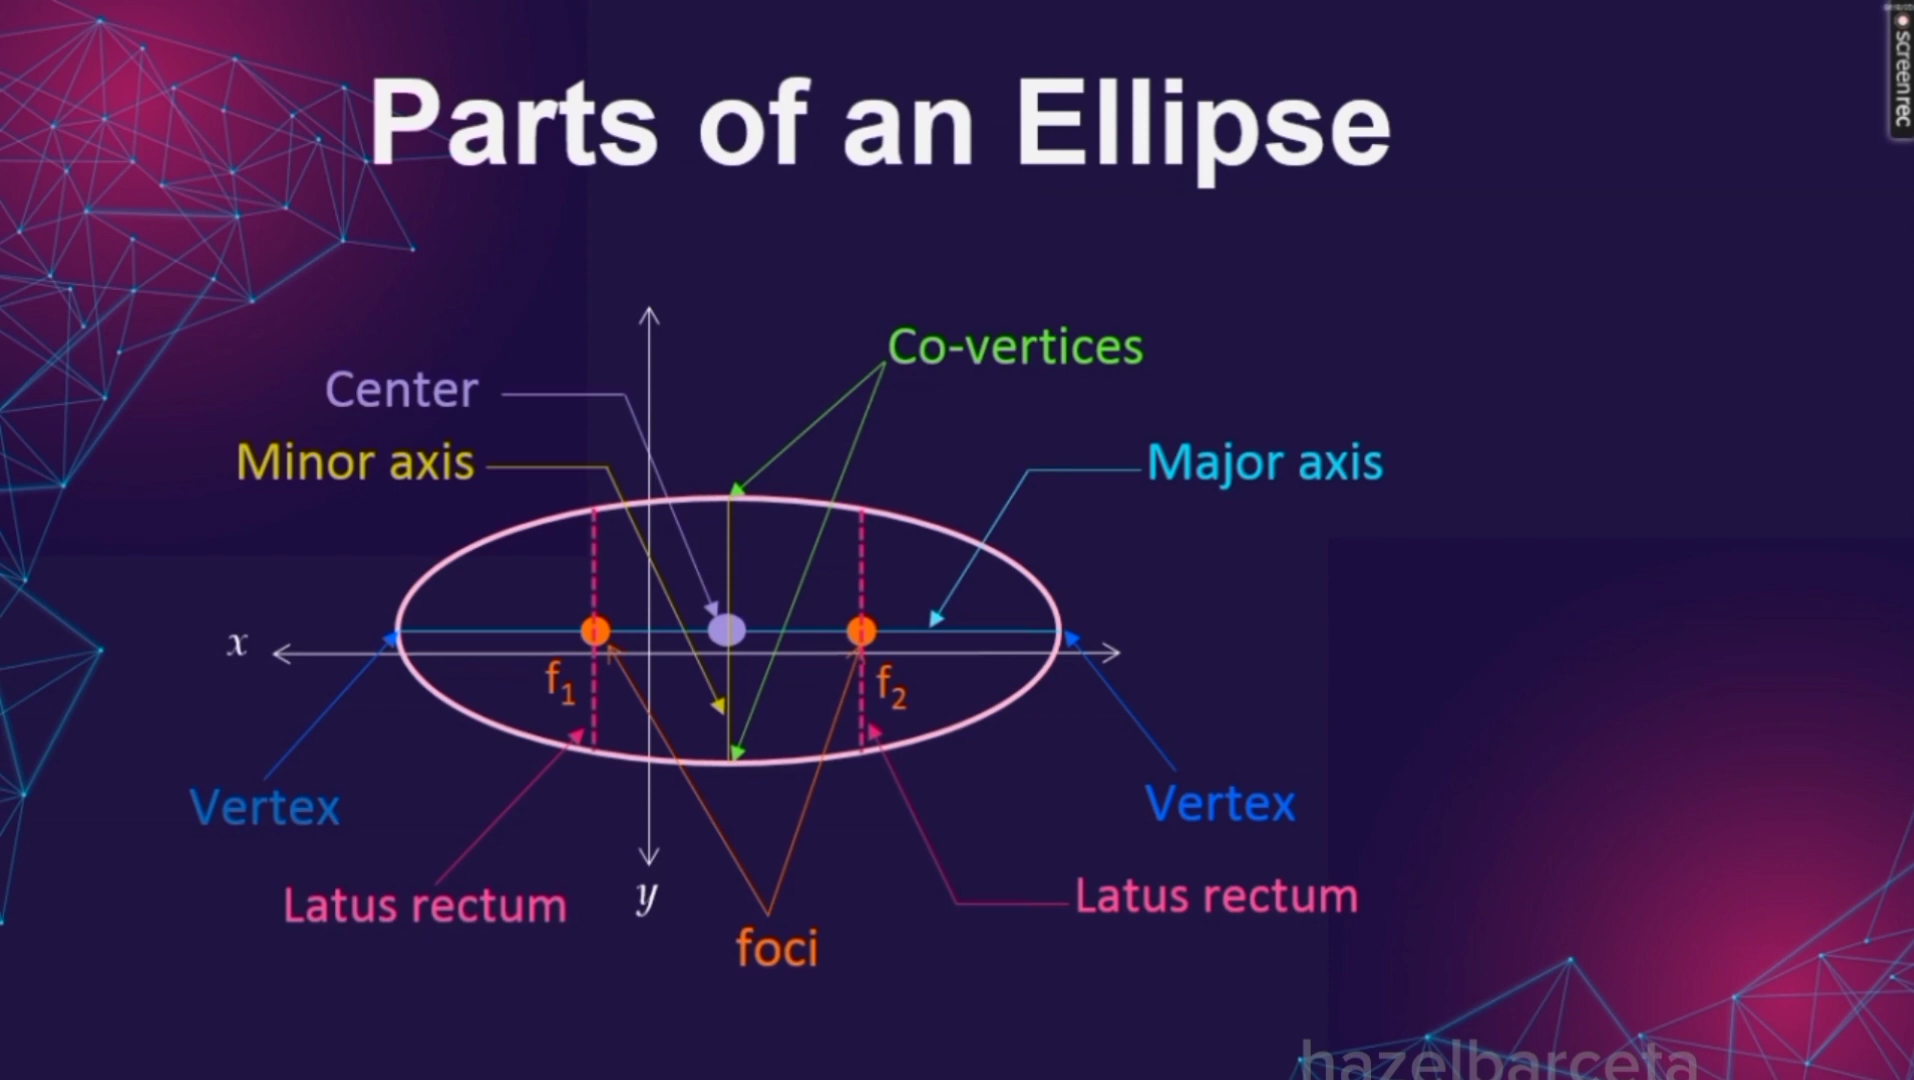 Parts of an Ellipse
screenrec
Co-vertices
Center
Minor axis
Major axis
x
f1
f2
Vertex
Vertex
Latus rectum
y
Latus rectum
foci
hazelbarceta